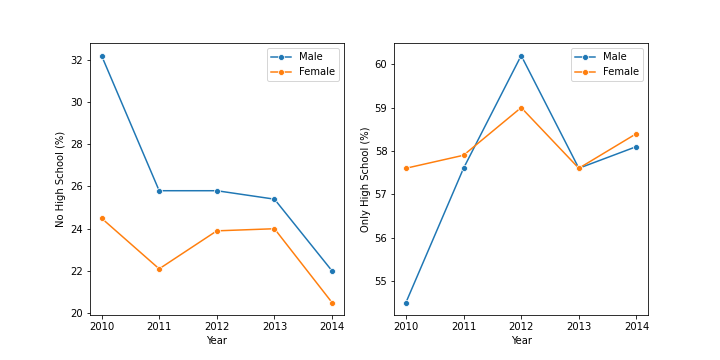 No High School (%)
32
30
28
26
24
22
20
2010 2011 2012 2013 2014
Year
Male
Female
Only High School (%)
60
59
58
57
56
55
2010 2011 2012 2013 2014
Year
Male
Female